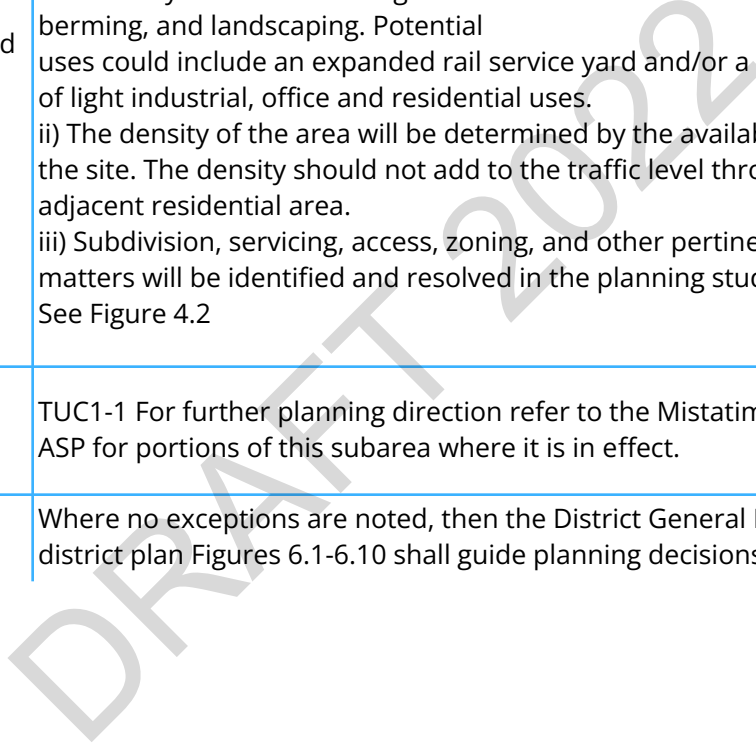 berming, and landscaping. Potential
d
uses could include an expanded rail service yard and/or a
of light industrial, office and residential uses.
ii) The density of the area will be determined by the
the site. The density should not add to the traffic level
adjacent residential area.
iii) Subdivision, servicing, access, zoning, and other
matters will be identified and resolved in the planning
See Figure 4.2
TUC1-1 For further planning direction refer to the
ASP for portions of this subarea where it is in effect.
Where no exceptions are noted, then the District General
district plan Figures 6.1-6.10 shall guide planning decisions
DRAFT 2022